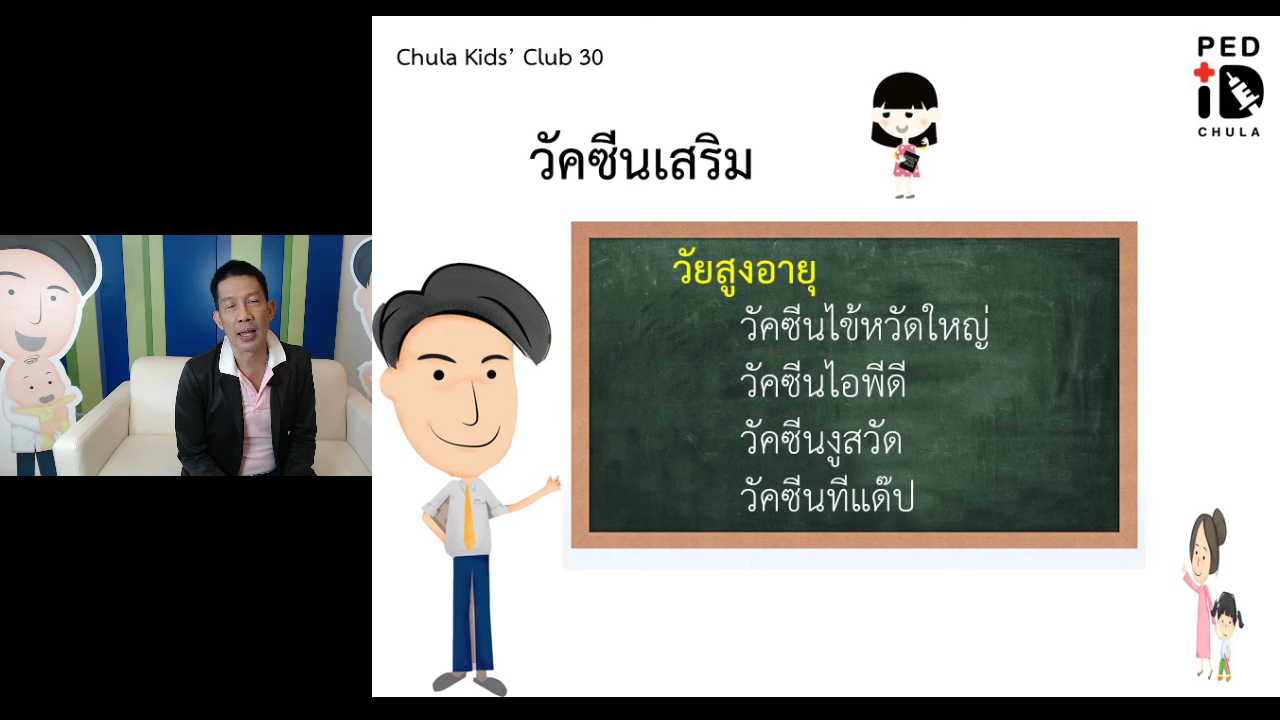 Chula Kids’ Club 30
PED
iD
CHULA
วัคซีนเสริม
วัยสูงอายุ
วัคซีนไข้หวัดใหญ่
วัคซีนไอพีดี
วัคซีนงูสวัด
วัคซีนทีแด๊ป